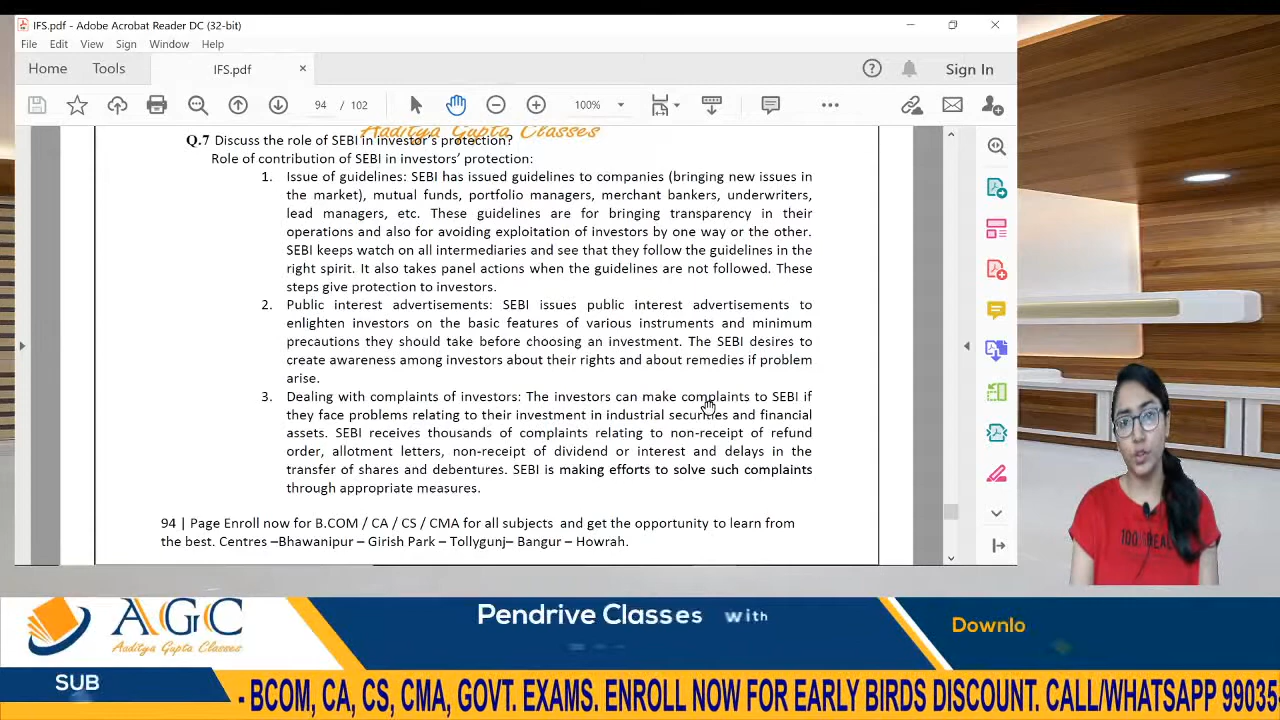 IFS.pdf - Adobe Acrobat Reader DC (32-bit)
File Edit View Sign Window Help
Home Tools IFS.pdf × Sign In
94 / 102 100%
Aaditya Gupta Classes
Q.7 Discuss the role of SEBI in investor's protection?
Role of contribution of SEBI in investors' protection:
1. Issue of guidelines: SEBI has issued guidelines to companies (bringing new issues in
the market), mutual funds, portfolio managers, merchant bankers, underwriters,
lead managers, etc. These guidelines are for bringing transparency in their
operations and also for avoiding exploitation of investors by one way or the other.
SEBI keeps watch on all intermediaries and see that they follow the guidelines in the
right spirit. It also takes panel actions when the guidelines are not followed. These
steps give protection to investors.
2. Public interest advertisements: SEBI issues public interest advertisements to
enlighten investors on the basic features of various instruments and minimum
precautions they should take before choosing an investment. The SEBI desires to
create awareness among investors about their rights and about remedies if problem
arise.
3. Dealing with complaints of investors: The investors can make complaints to SEBI if
they face problems relating to their investment in industrial securities and financial
assets. SEBI receives thousands of complaints relating to non-receipt of refund
order, allotment letters, non-receipt of dividend or interest and delays in the
transfer of shares and debentures. SEBI is making efforts to solve such complaints
through appropriate measures.
94 | Page Enroll now for B.COM / CA / CS / CMA for all subjects and get the opportunity to learn from
the best. Centres –Bhawanipur – Girish Park – Tollygunj– Bangur – Howrah.
AGC
Aaditya Gupta Classes
Pendrive Classes with
Downlo
SUB
- BCOM, CA, CS, CMA, GOVT. EXAMS. ENROLL NOW FOR EARLY BIRDS DISCOUNT. CALL/WHATSAPP 99035